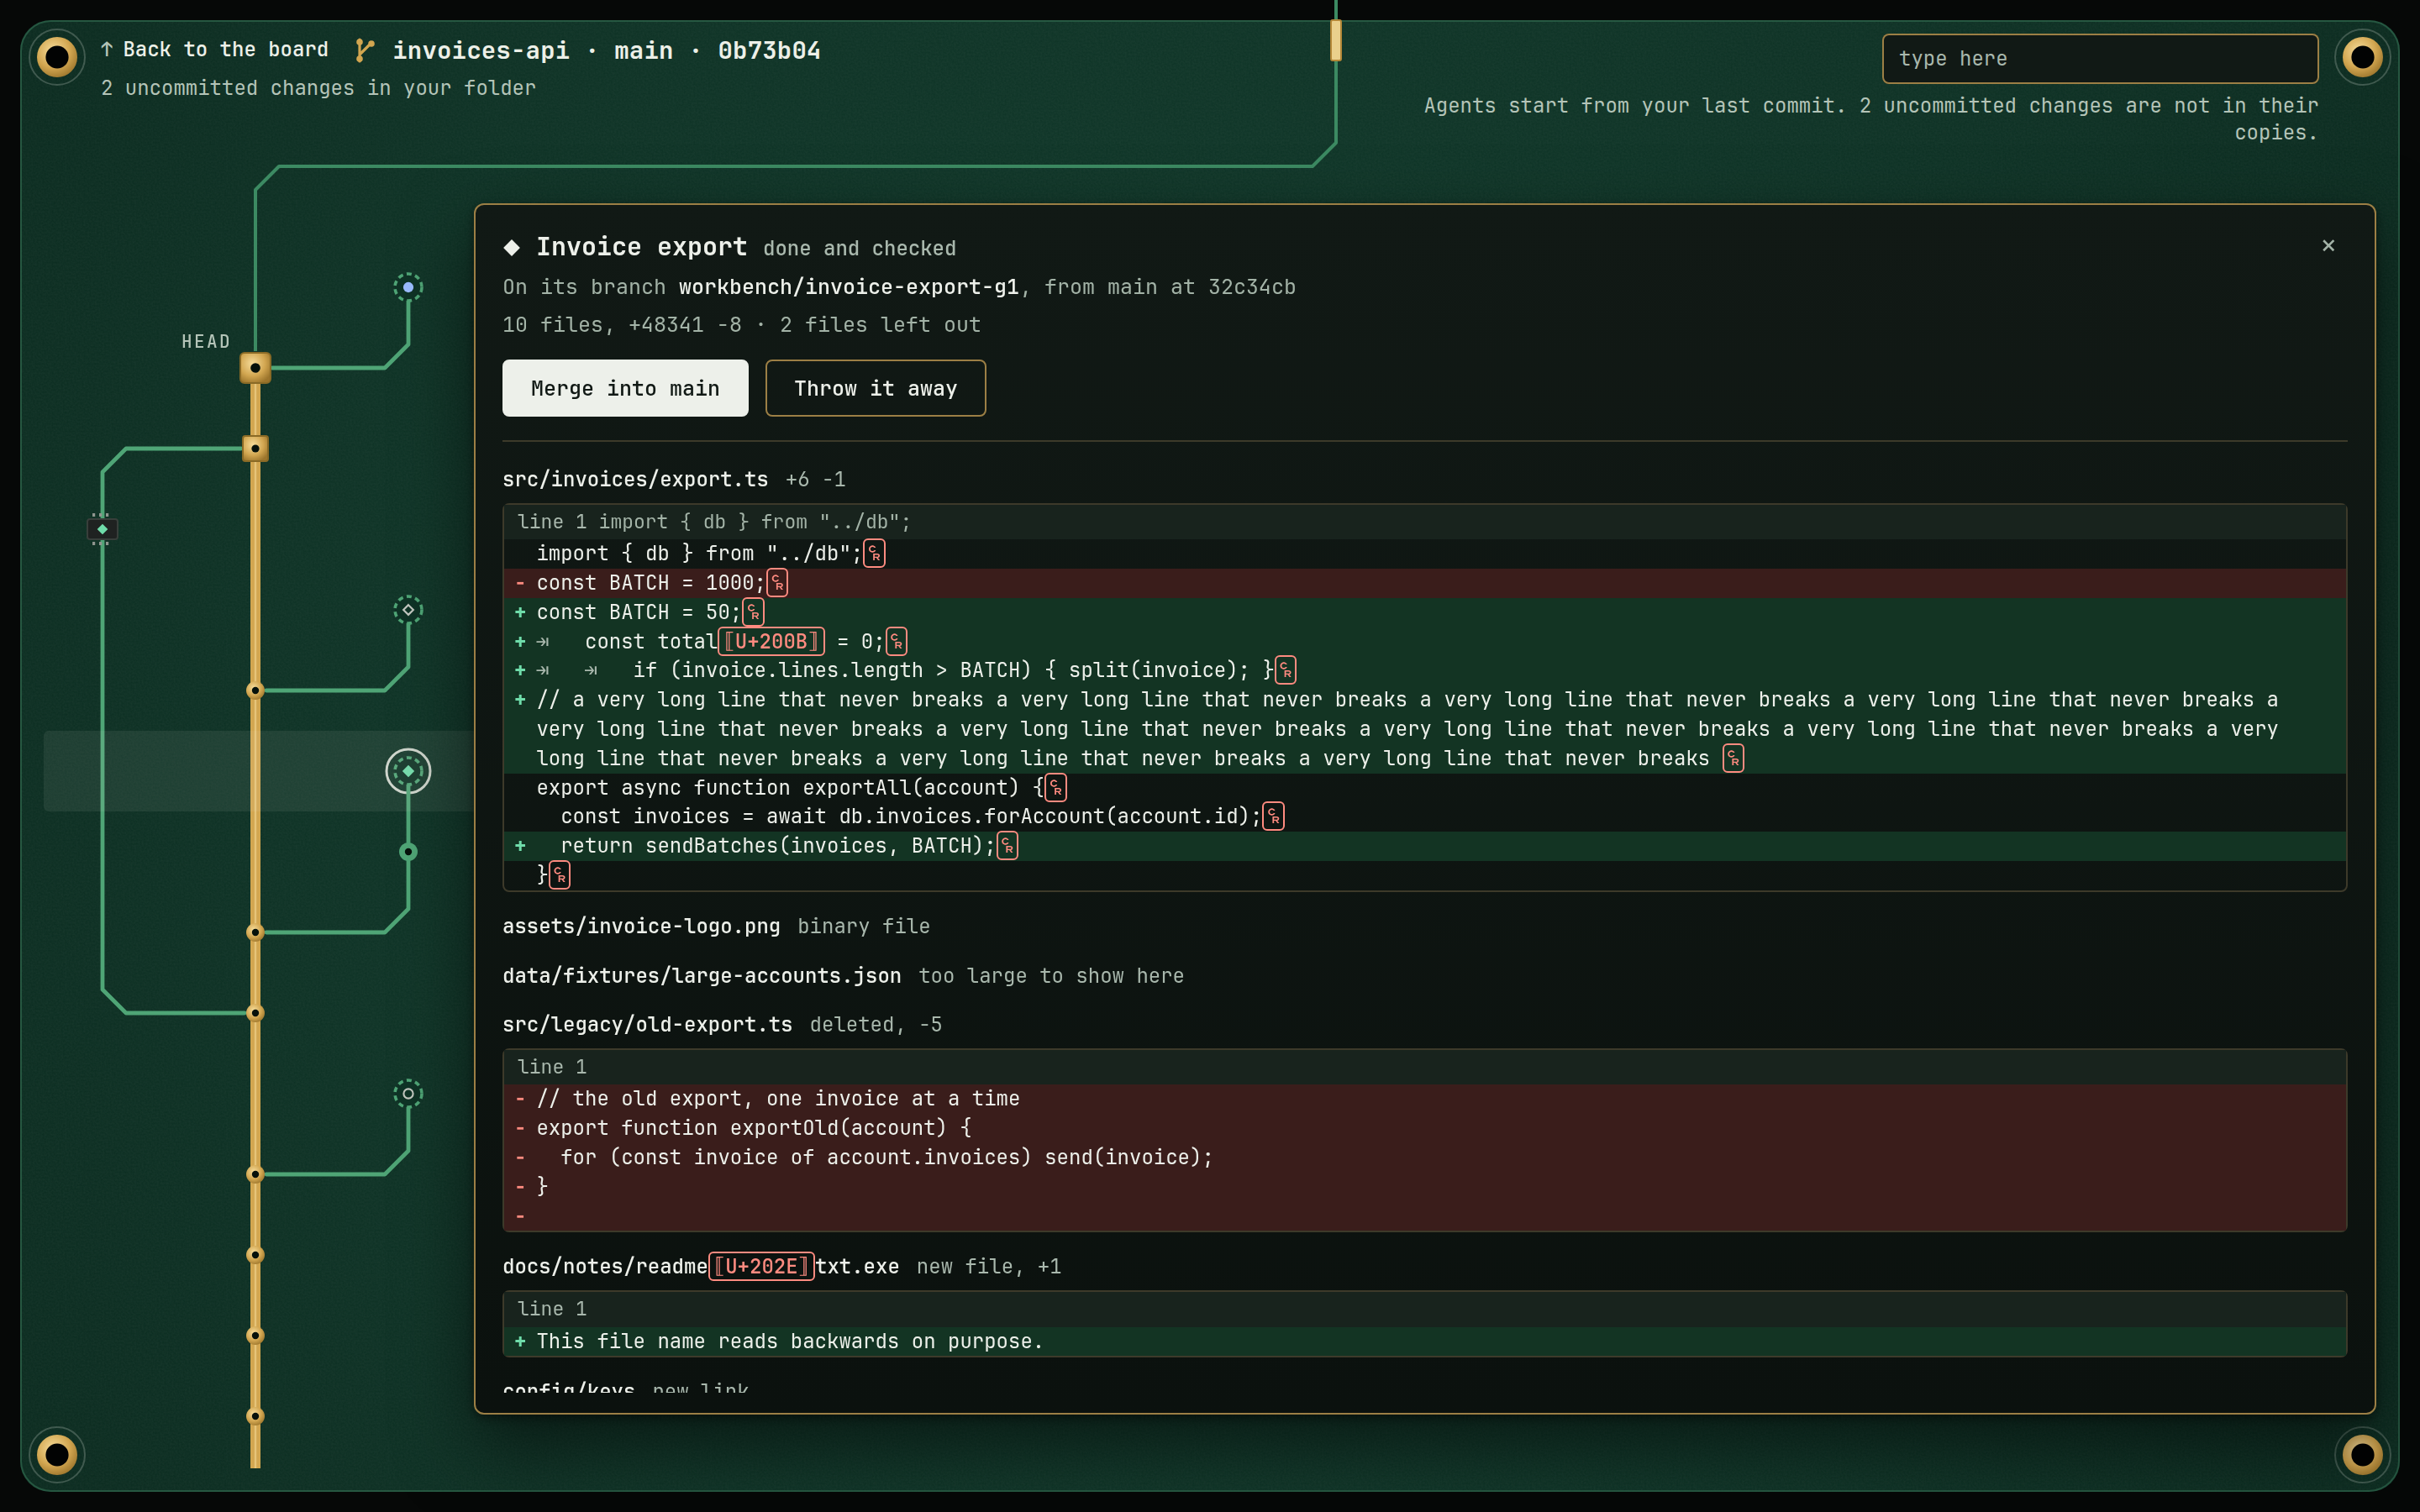 ↑ Back to the board invoices-api · main · 0b73b04
2 uncommitted changes in your folder
type here
Agents start from your last commit. 2 uncommitted changes are not in their
copies.
HEAD
◆ Invoice export done and checked ×
On its branch workbench/invoice-export-g1, from main at 32c34cb
10 files, +48341 -8 · 2 files left out
Merge into main Throw it away
src/invoices/export.ts +6 -1
line 1 import { db } from "../db";
import { db } from "../db";␍
- const BATCH = 1000;␍
+ const BATCH = 50;␍
+ ⇥ const total⟦U+200B⟧ = 0;␍
+ ⇥ ⇥ if (invoice.lines.length > BATCH) { split(invoice); }␍
+ // a very long line that never breaks a very long line that never breaks a very long line that never breaks a very long line that never breaks a
very long line that never breaks a very long line that never breaks a very long line that never breaks a very long line that never breaks a very
long line that never breaks a very long line that never breaks a very long line that never breaks ␍
export async function exportAll(account) {␍
const invoices = await db.invoices.forAccount(account.id);␍
+ return sendBatches(invoices, BATCH);␍
}␍
assets/invoice-logo.png binary file
data/fixtures/large-accounts.json too large to show here
src/legacy/old-export.ts deleted, -5
line 1
- // the old export, one invoice at a time
- export function exportOld(account) {
- for (const invoice of account.invoices) send(invoice);
- }
-
docs/notes/readme⟦U+202E⟧txt.exe new file, +1
line 1
+ This file name reads backwards on purpose.
config/keys new link